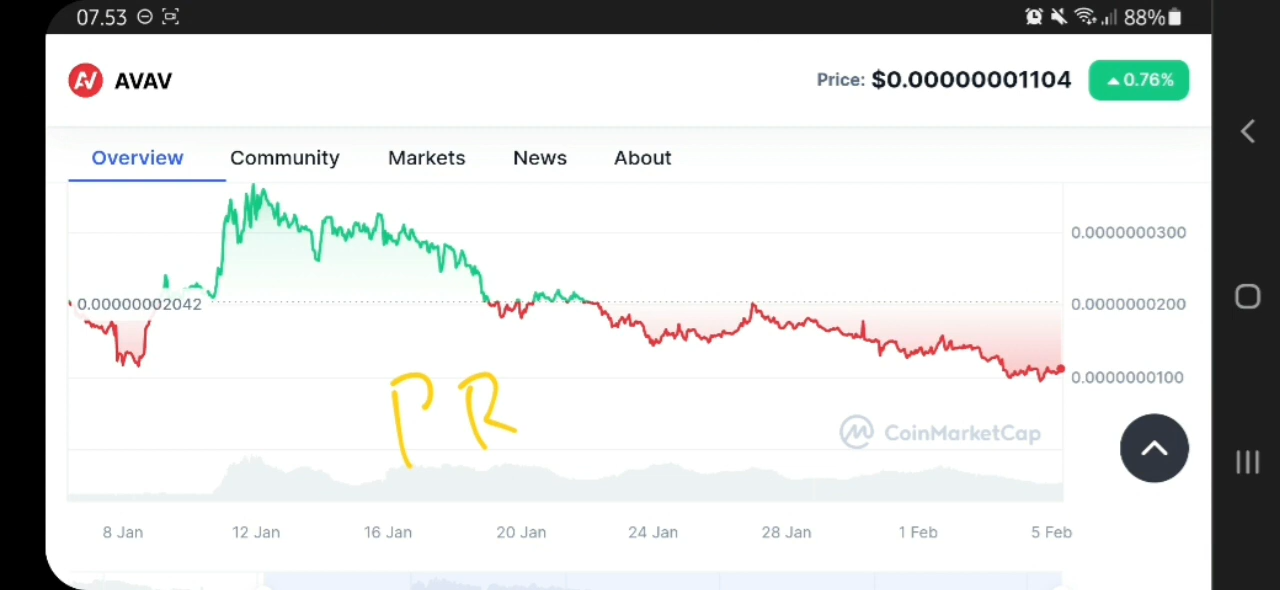 07.53 88%
AVAV Price: $0.00000001104 0.76%
Overview Community Markets News About
0.0000000300
0.00000002042 0.0000000200
0.0000000100
PR
CoinMarketCap
8 Jan 12 Jan 16 Jan 20 Jan 24 Jan 28 Jan 1 Feb 5 Feb